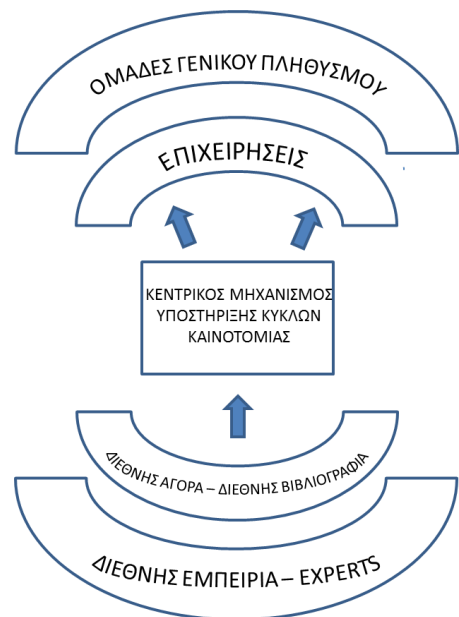 ΟΜΑΔΕΣ ΓΕΝΙΚΟΥ ΠΛΗΘΥΣΜΟΥ
ΕΠΙΧΕΙΡΗΣΕΙΣ
ΚΕΝΤΡΙΚΟΣ ΜΗΧΑΝΙΣΜΟΣ
ΥΠΟΣΤΗΡΙΞΗΣ ΚΥΚΛΩΝ
ΚΑΙΝΟΤΟΜΙΑΣ
ΔΙΕΘΝΗΣ ΑΓΟΡΑ – ΔΙΕΘΝΗΣ ΒΙΒΛΙΟΓΡΑΦΙΑ
ΔΙΕΘΝΗΣ ΕΜΠΕΙΡΙΑ – EXPERTS